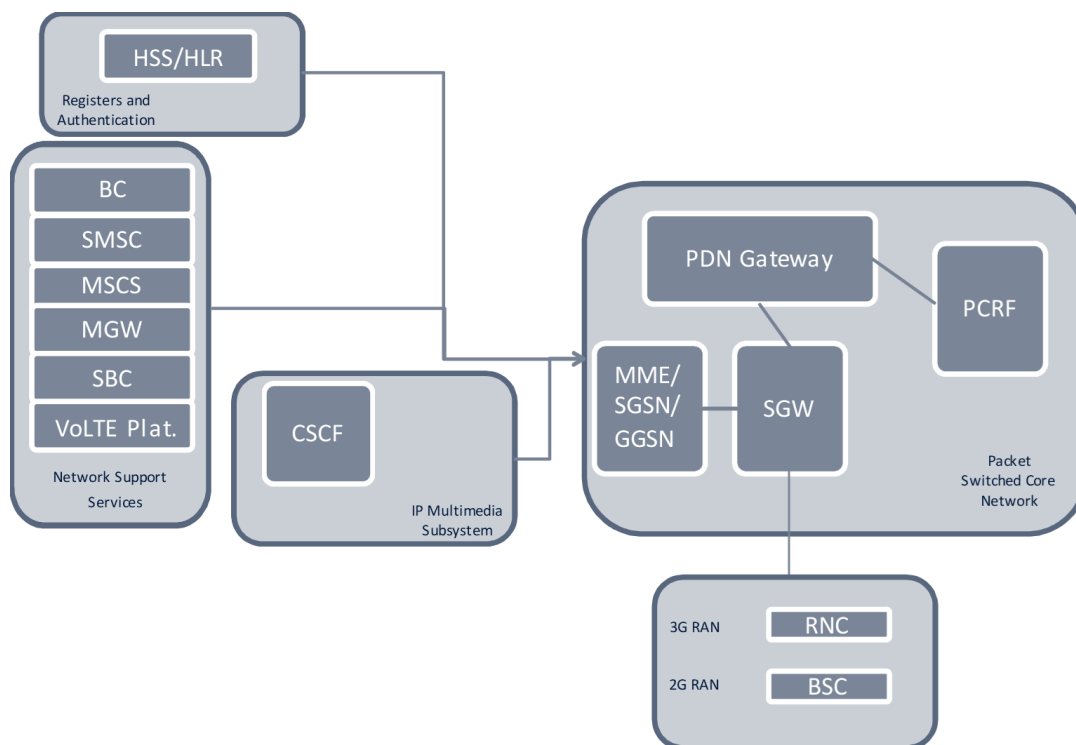 HSS/HLR
Registers and
Authentication
BC
SMSC
MSCS
MGW
SBC
VoLTE Plat.
Network Support
Services
CSCF
IP Multimedia
Subsystem
PDN Gateway
PCRF
MME/
SGSN/
GGSN
SGW
Packet
Switched Core
Network
3G RAN
RNC
2G RAN
BSC